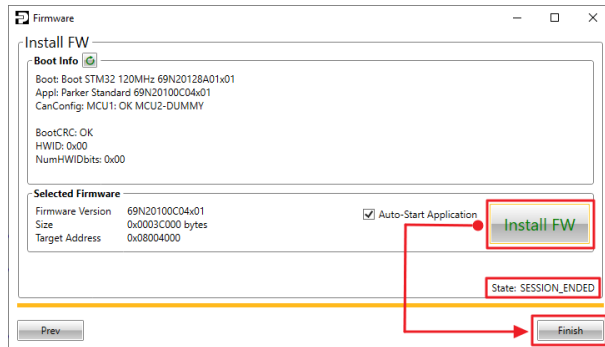 Firmware
Install FW
Boot Info
Boot: Boot STM32 120MHz 69N20128A01x01
Appl: Parker Standard 69N20100C04x01
CanConfig: MCU1: OK MCU2-DUMMY
BootCRC: OK
HWID: 0x00
NumHWIDbits: 0x00
Selected Firmware
Firmware Version 69N20100C04x01
Size 0x0003C000 bytes
Target Address 0x08004000
Auto-Start Application
Install FW
State: SESSION_ENDED
Prev
Finish